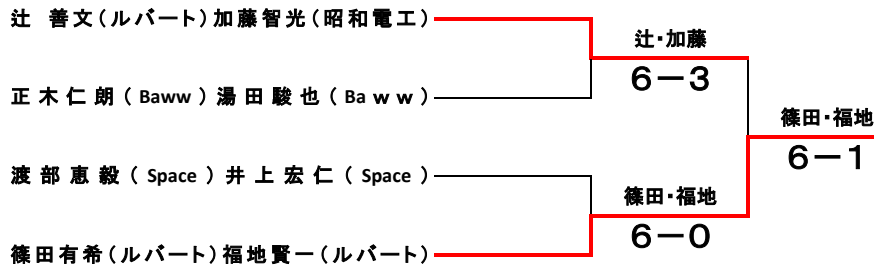 辻 善文(ルバート)加藤智光(昭和電工)
辻・加藤
6-3
正木仁朗(Baww)湯田駿也(Baww)
篠田・福地
6-1
渡部恵毅(Space)井上宏仁(Space)
篠田・福地
6-0
篠田有希(ルバート)福地賢一(ルバート)